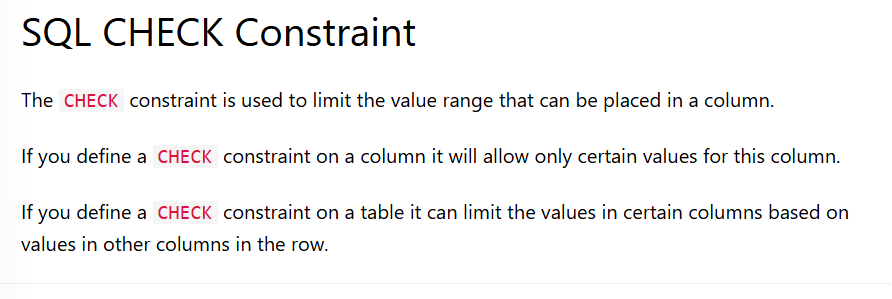 SQL CHECK Constraint
The CHECK constraint is used to limit the value range that can be placed in a column.
If you define a CHECK constraint on a column it will allow only certain values for this column.
If you define a CHECK constraint on a table it can limit the values in certain columns based on
values in other columns in the row.